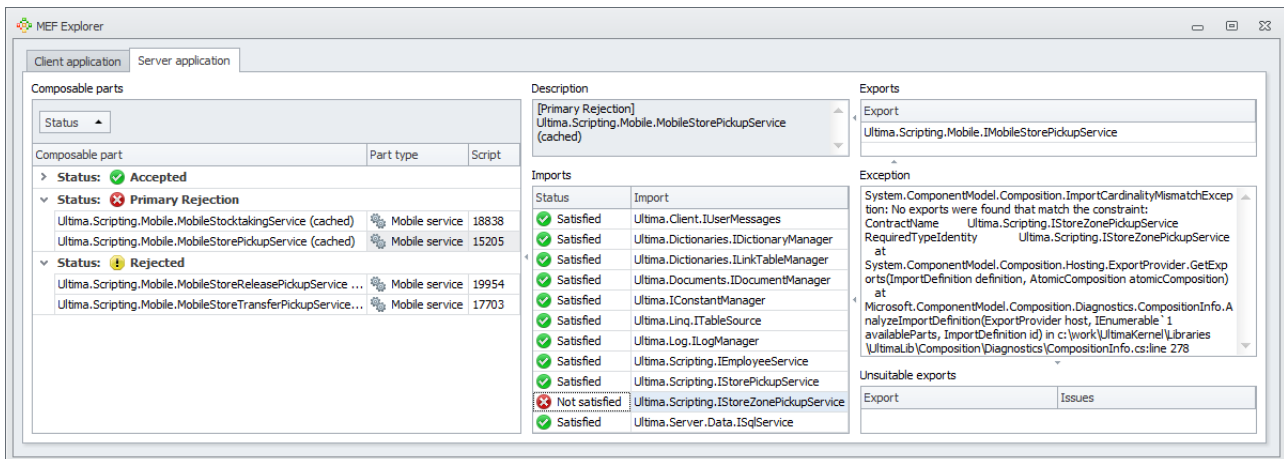 MEF Explorer
Client application
Server application
Composable parts
Status
Composable part Part type Script
Status: Accepted
Status: Primary Rejection
Ultima.Scripting.Mobile.MobileStocktakingService (cached) Mobile service 18838
Ultima.Scripting.Mobile.MobileStorePickupService (cached) Mobile service 15205
Status: Rejected
Ultima.Scripting.Mobile.MobileStoreReleasePickupService ... Mobile service 19954
Ultima.Scripting.Mobile.MobileStoreTransferPickupService... Mobile service 17703
Description
[Primary Rejection]
Ultima.Scripting.Mobile.MobileStorePickupService
(cached)
Imports
Status Import
Satisfied Ultima.Client.IUserMessages
Satisfied Ultima.Dictionaries.IDictionaryManager
Satisfied Ultima.Dictionaries.ILinkTableManager
Satisfied Ultima.Documents.IDocumentManager
Satisfied Ultima.IConstantManager
Satisfied Ultima.Linq.ITableSource
Satisfied Ultima.Log.ILogManager
Satisfied Ultima.Scripting.IEmployeeService
Satisfied Ultima.Scripting.IStorePickupService
Not satisfied Ultima.Scripting.IStoreZonePickupService
Satisfied Ultima.Server.Data.ISqlService
Exports
Export
Ultima.Scripting.Mobile.IMobileStorePickupService
Exception
System.ComponentModel.Composition.ImportCardinalityMismatchExcep
tion: No exports were found that match the constraint:
ContractName Ultima.Scripting.IStoreZonePickupService
RequiredTypeIdentity Ultima.Scripting.IStoreZonePickupService
at
System.ComponentModel.Composition.Hosting.ExportProvider.GetExp
orts(ImportDefinition definition, AtomicComposition atomicComposition)
at
Microsoft.ComponentModel.Composition.Diagnostics.CompositionInfo.A
nalyzeImportDefinition(ExportProvider host, IEnumerable`1
availableParts, ImportDefinition id) in c:\work\UltimaKernel\Libraries
\UltimaLib\Composition\Diagnostics\CompositionInfo.cs:line 278
Unsuitable exports
Export Issues